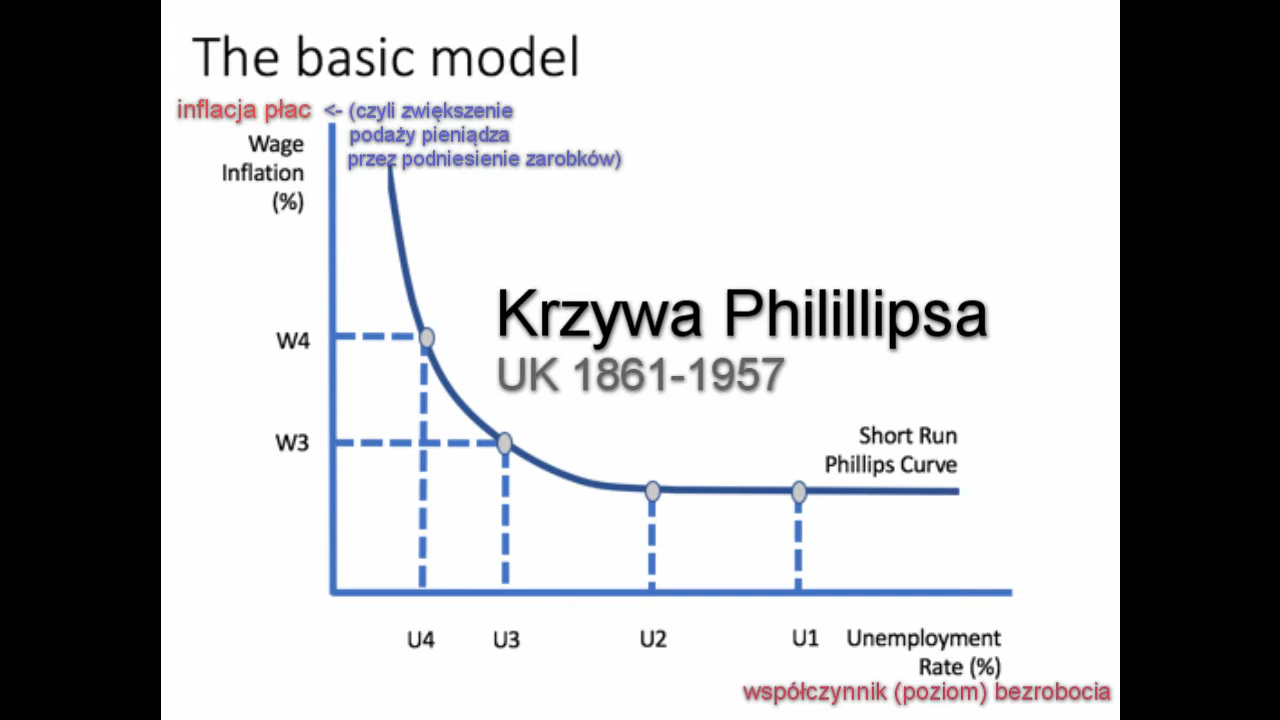 The basic model
inflacja płac <- (czyli zwiększenie
podaży pieniądza
przez podniesienie zarobków)
Wage
Inflation
(%)
Krzywa Philillipsa
UK 1861-1957
W4
W3
Short Run
Phillips Curve
U4 U3 U2 U1 Unemployment
Rate (%)
współczynnik (poziom) bezrobocia